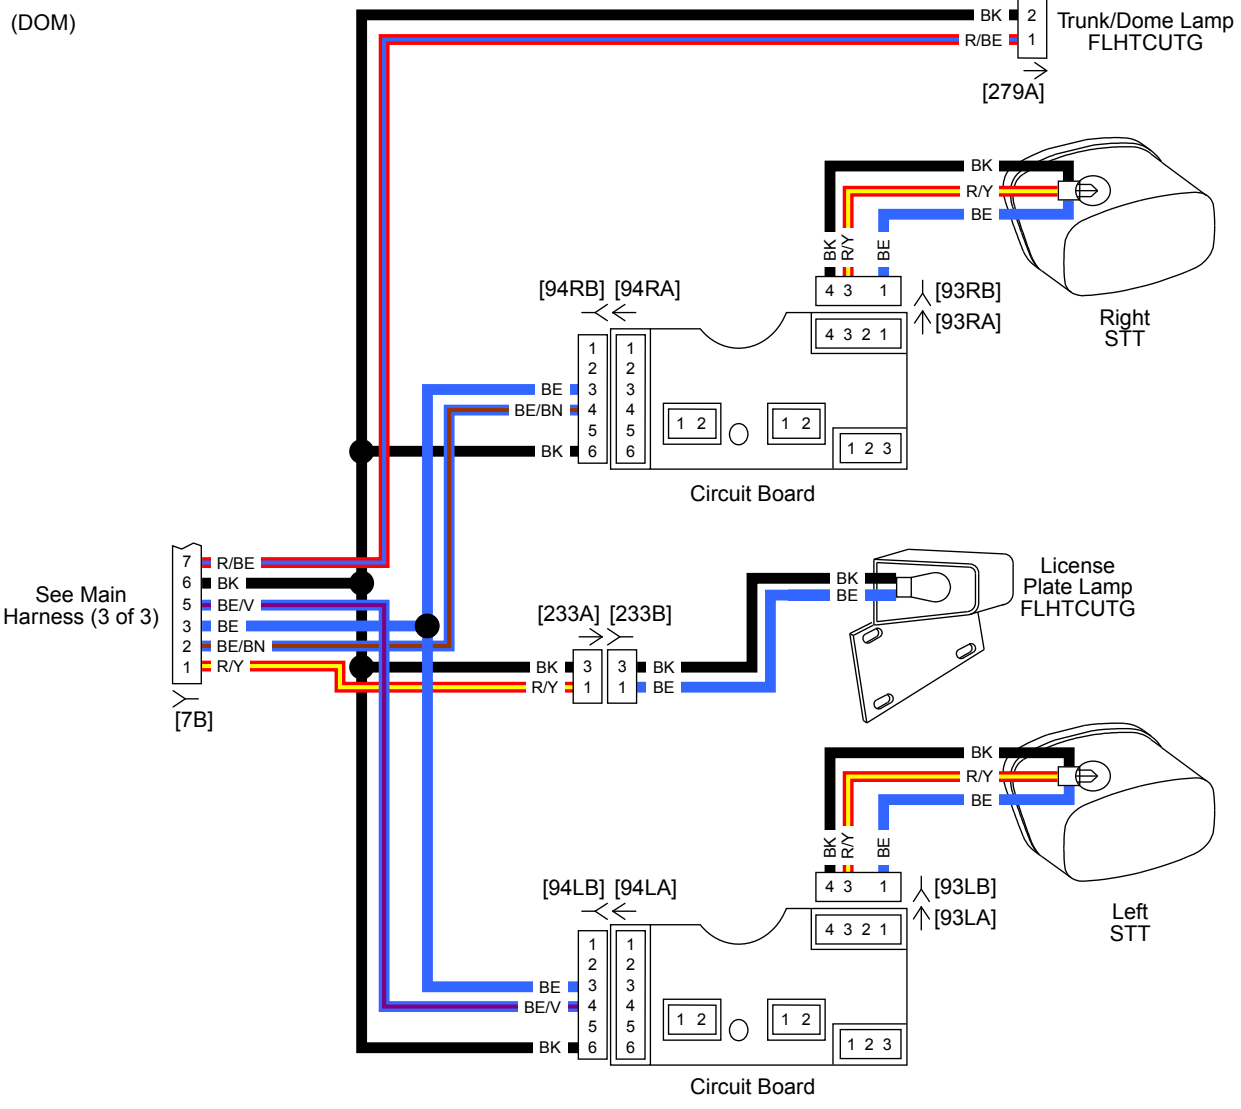 (DOM)
BK 2
R/BE 1
Trunk/Dome Lamp
FLHTCUTG
[279A]
BK
R/Y
BE
BK R/Y BE
4 3 1
[93RB]
[93RA]
4 3 2 1
Right
STT
[94RB] [94RA]
1 1
2 2
BE 3 3
BE/BN 4 4
5 5
BK 6 6
1 2
1 2
1 2 3
Circuit Board
See Main
Harness (3 of 3)
7 R/BE
6 BK
5 BE/V
3 BE
2 BE/BN
1 R/Y
[7B]
[233A] [233B]
BK 3 3 BK
R/Y 1 1 BE
BK
BE
License
Plate Lamp
FLHTCUTG
BK
R/Y
BE
BK R/Y BE
4 3 1
[93LB]
[93LA]
4 3 2 1
Left
STT
[94LB] [94LA]
1 1
2 2
BE 3 3
BE/V 4 4
5 5
BK 6 6
1 2
1 2
1 2 3
Circuit Board